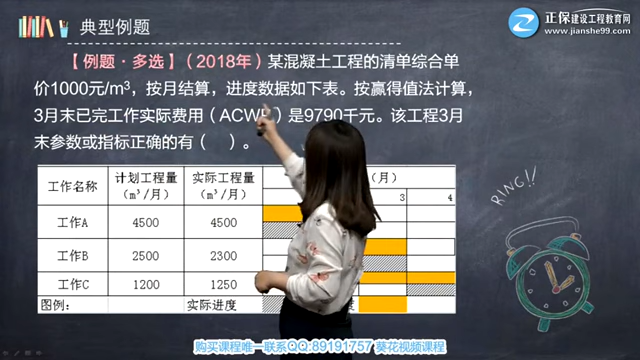 典型例题
正保建设工程教育网
www.jianshe99.com
【例题·多选】(2018年)某混凝土工程的清单综合单
价1000元/m³,按月结算,进度数据如下表。按赢得值法计算,
3月末已完工作实际费用(ACWP)是9790千元。该工程3月
末参数或指标正确的有( )。
工作名称 计划工程量(m³/月) 实际工程量(m³/月) (月)
3 4
工作A 4500 4500
工作B 2500 2300
工作C 1200 1250
图例: 实际进度 度
RING!!
购买课程唯一联系QQ:89191757 葵花视频课程